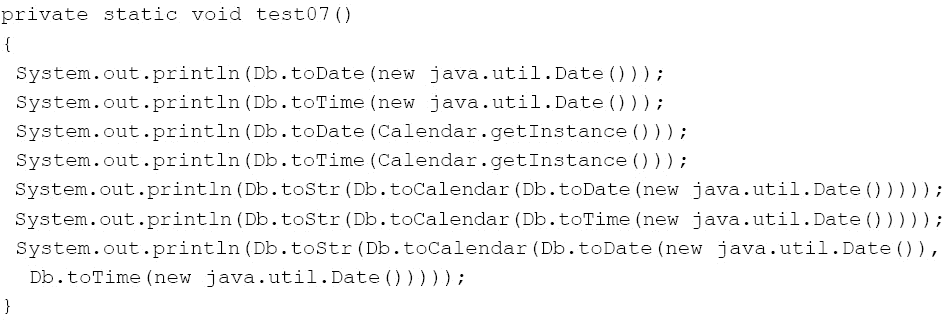 private static void test07()
{
 System.out.println(Db.toDate(new java.util.Date()));
 System.out.println(Db.toTime(new java.util.Date()));
 System.out.println(Db.toDate(Calendar.getInstance()));
 System.out.println(Db.toTime(Calendar.getInstance()));
 System.out.println(Db.toStr(Db.toCalendar(Db.toDate(new java.util.Date()))));
 System.out.println(Db.toStr(Db.toCalendar(Db.toTime(new java.util.Date()))));
 System.out.println(Db.toStr(Db.toCalendar(Db.toDate(new java.util.Date()),
  Db.toTime(new java.util.Date()))));
}